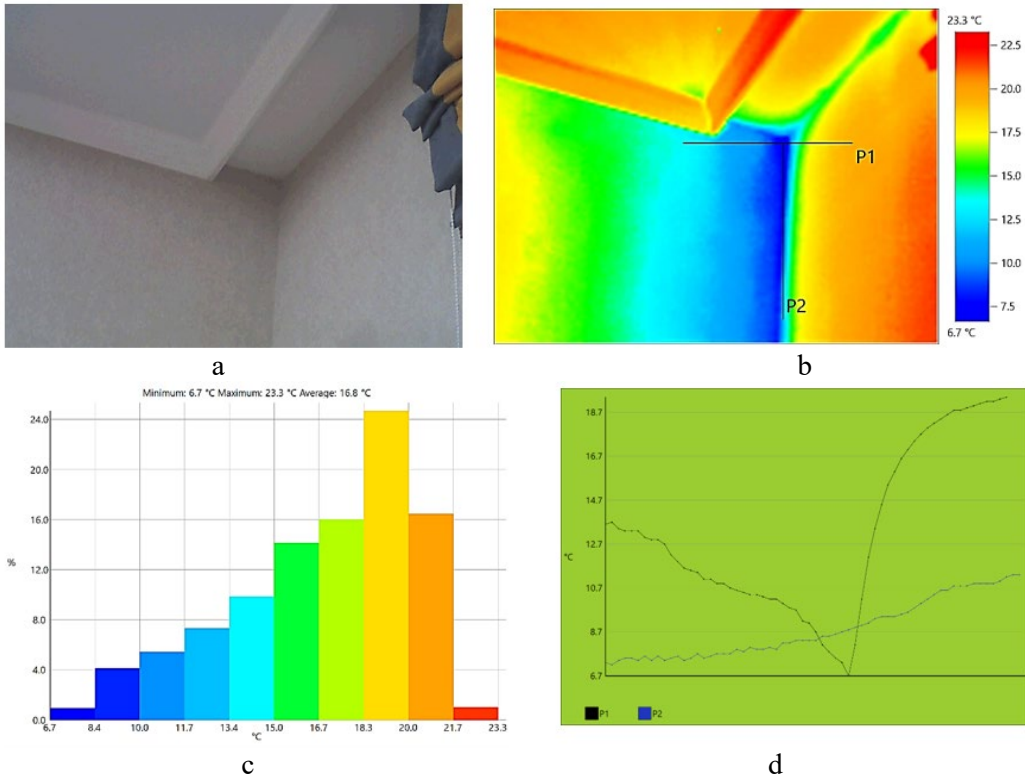 23.3 °C
22.5
20.0
17.5
15.0
12.5
10.0
7.5
6.7 °C
P1
P2
a
b
Minimum: 6.7 °C Maximum: 23.3 °C Average: 16.8 °C
24.0
20.0
16.0
%
12.0
8.0
4.0
0.0
6.7 8.4 10.0 11.7 13.4 15.0 16.7 18.3 20.0 21.7 23.3
°C
18.7
16.7
14.7
12.7
°C
10.7
8.7
6.7
P1 P2
c
d